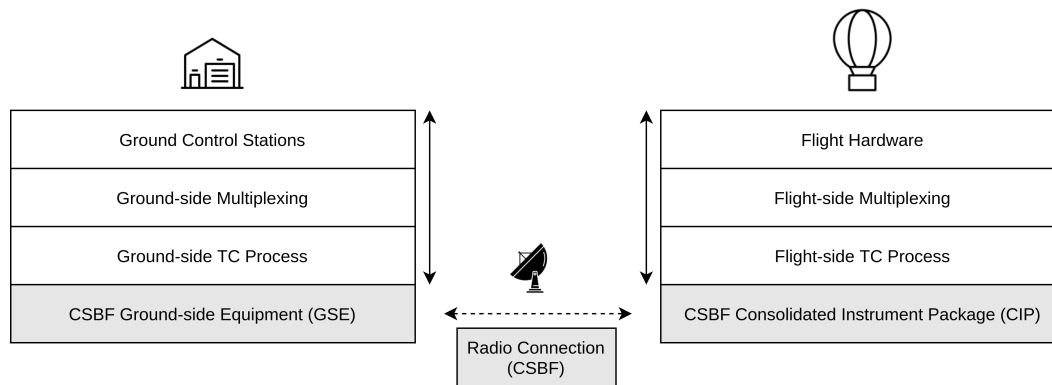 Ground Control Stations
Ground-side Multiplexing
Ground-side TC Process
CSBF Ground-side Equipment (GSE)
Radio Connection
(CSBF)
Flight Hardware
Flight-side Multiplexing
Flight-side TC Process
CSBF Consolidated Instrument Package (CIP)